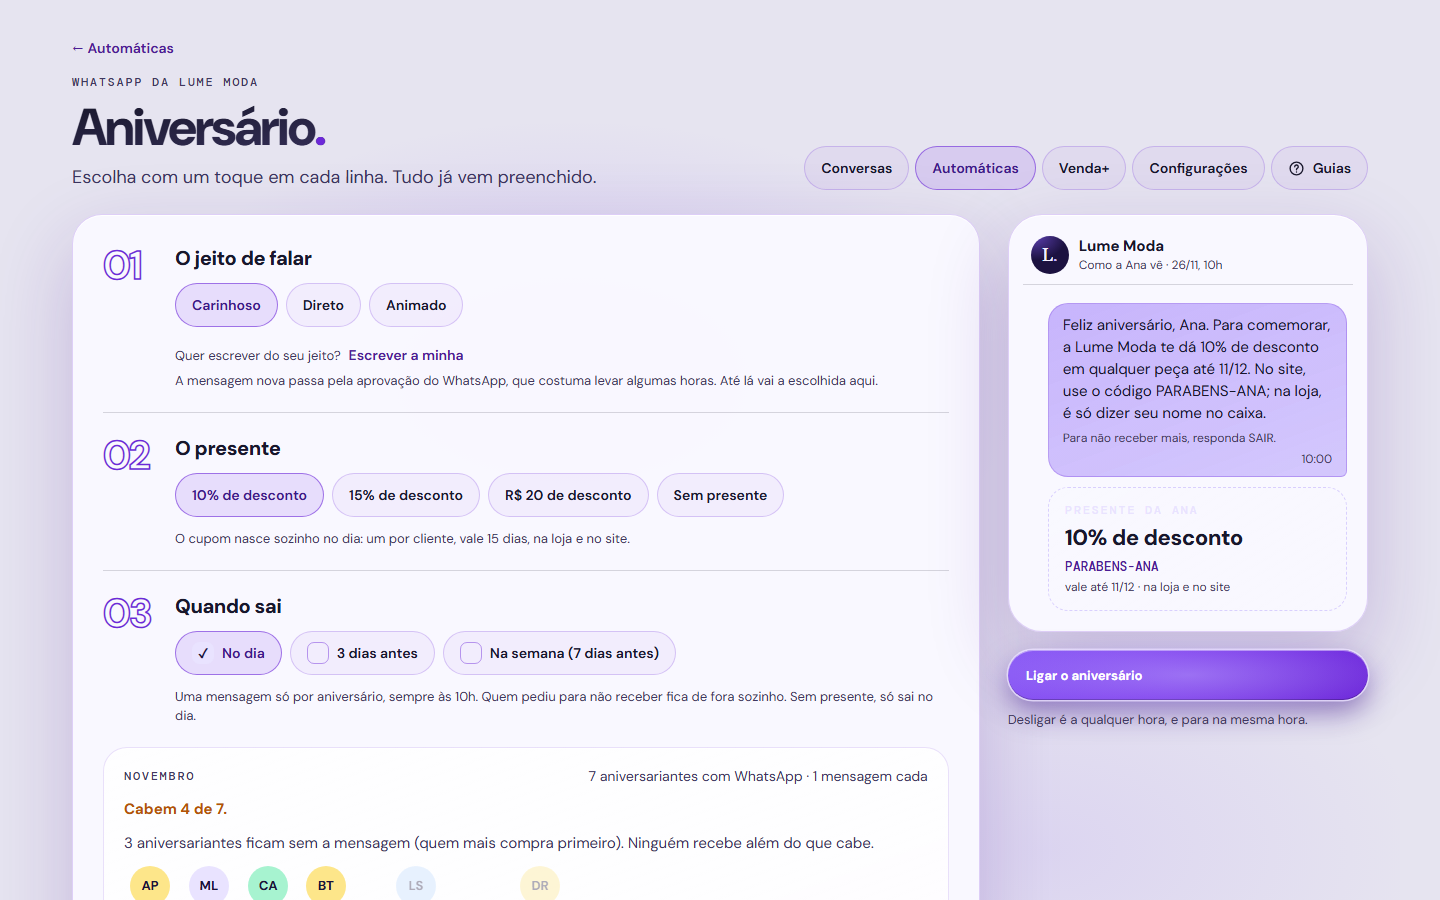 ← Automáticas
WHATSAPP DA LUME MODA
Aniversário.
Escolha com um toque em cada linha. Tudo já vem preenchido.
Conversas
Automáticas
Venda+
Configurações
Guias
01
O jeito de falar
Carinhoso
Direto
Animado
Quer escrever do seu jeito? Escrever a minha
A mensagem nova passa pela aprovação do WhatsApp, que costuma levar algumas horas. Até lá vai a escolhida aqui.
02
O presente
10% de desconto
15% de desconto
R$ 20 de desconto
Sem presente
O cupom nasce sozinho no dia: um por cliente, vale 15 dias, na loja e no site.
03
Quando sai
✓ No dia
3 dias antes
Na semana (7 dias antes)
Uma mensagem só por aniversário, sempre às 10h. Quem pediu para não receber fica de fora sozinho. Sem presente, só sai no
dia.
NOVEMBRO
7 aniversariantes com WhatsApp · 1 mensagem cada
Cabem 4 de 7.
3 aniversariantes ficam sem a mensagem (quem mais compra primeiro). Ninguém recebe além do que cabe.
AP
ML
CA
BT
LS
DR
L.
Lume Moda
Como a Ana vê · 26/11, 10h
Feliz aniversário, Ana. Para comemorar,
a Lume Moda te dá 10% de desconto
em qualquer peça até 11/12. No site,
use o código PARABENS-ANA; na loja,
é só dizer seu nome no caixa.
Para não receber mais, responda SAIR.
10:00
PRESENTE DA ANA
10% de desconto
PARABENS-ANA
vale até 11/12 · na loja e no site
Ligar o aniversário
Desligar é a qualquer hora, e para na mesma hora.